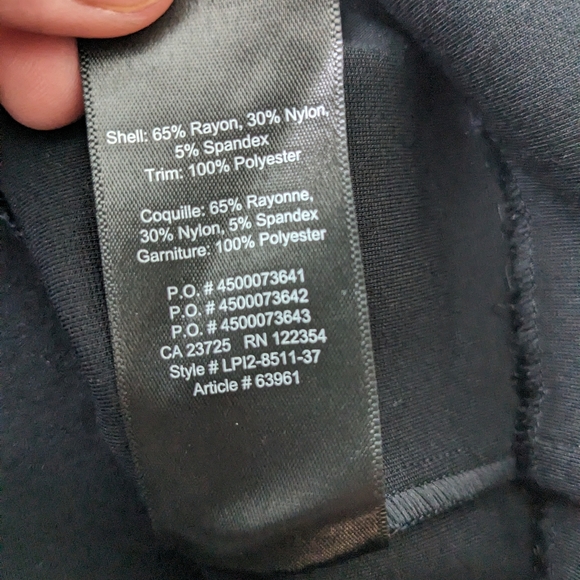 Shell: 65% Rayon, 30% Nylon,
5% Spandex
Trim: 100% Polyester
Coquille: 65% Rayonne,
30% Nylon, 5% Spandex
Garniture: 100% Polyester
P.O. # 4500073641
P.O. # 4500073642
P.O. # 4500073643
CA 23725 RN 122354
Style # LPI2-8511-37
Article # 63961